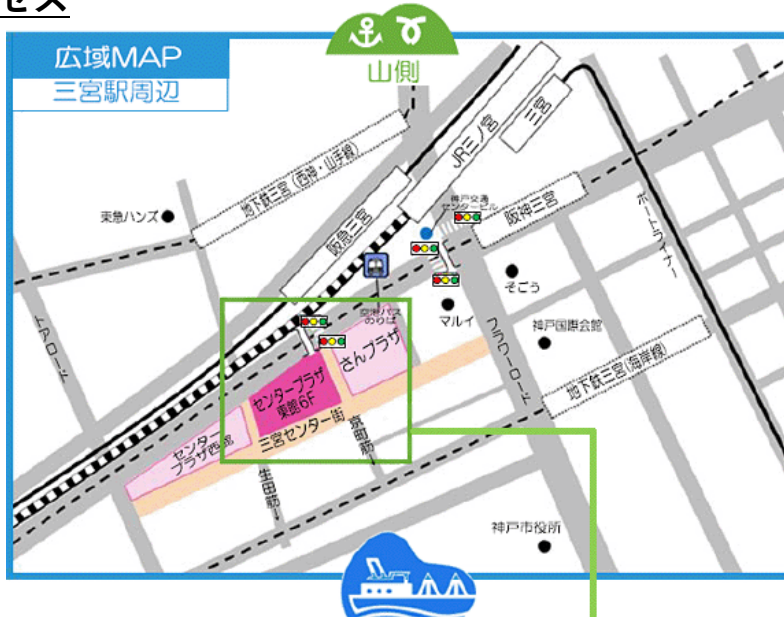 セス
広域MAP
三宮駅周辺
山側
三宮
JR三ノ宮
地下鉄三宮(西神・山手線)
東急ハンズ
阪急三宮
神戸交通
センタービル
阪神三宮
ポートライナー
そごう
空港バス
のりば
マルイ
フラワーロード
神戸国際会館
トアロード
さんプラザ
地下鉄三宮(海岸線)
センタープラザ
東館6F
三宮センター街
京町筋→
センター
プラザ西館
生田筋→
神戸市役所